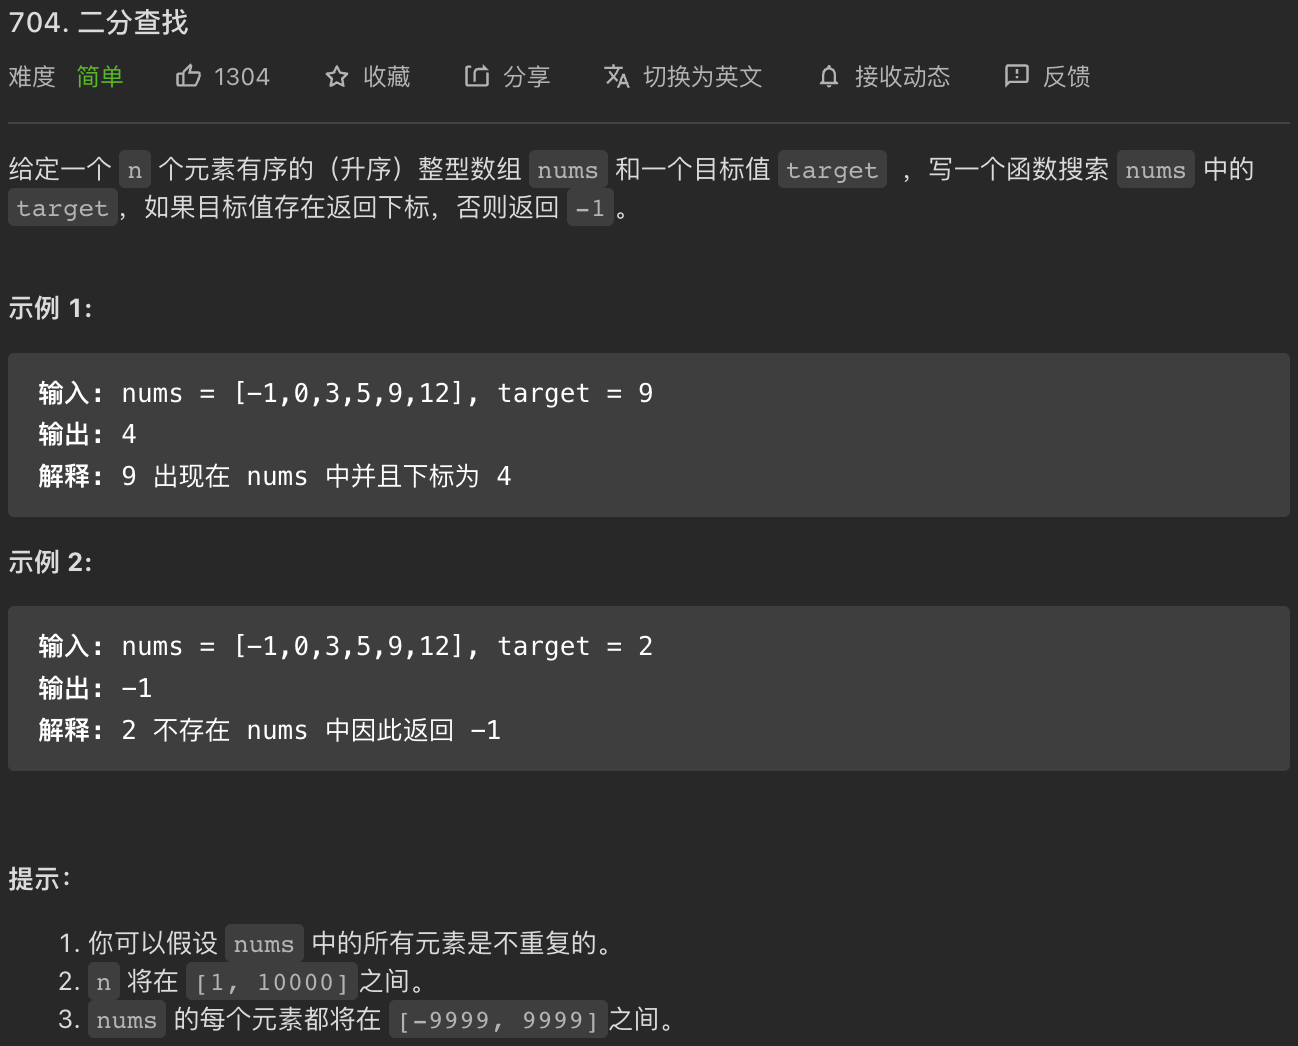 704. 二分查找
难度 简单 1304 收藏 分享 切换为英文 接收动态 反馈
给定一个 n 个元素有序的（升序）整型数组 nums 和一个目标值 target ，写一个函数搜索 nums 中的
target，如果目标值存在返回下标，否则返回 -1。
示例 1:
输入: nums = [-1,0,3,5,9,12], target = 9
输出: 4
解释: 9 出现在 nums 中并且下标为 4
示例 2:
输入: nums = [-1,0,3,5,9,12], target = 2
输出: -1
解释: 2 不存在 nums 中因此返回 -1
提示：
1. 你可以假设 nums 中的所有元素是不重复的。
2. n 将在 [1, 10000]之间。
3. nums 的每个元素都将在 [-9999, 9999]之间。